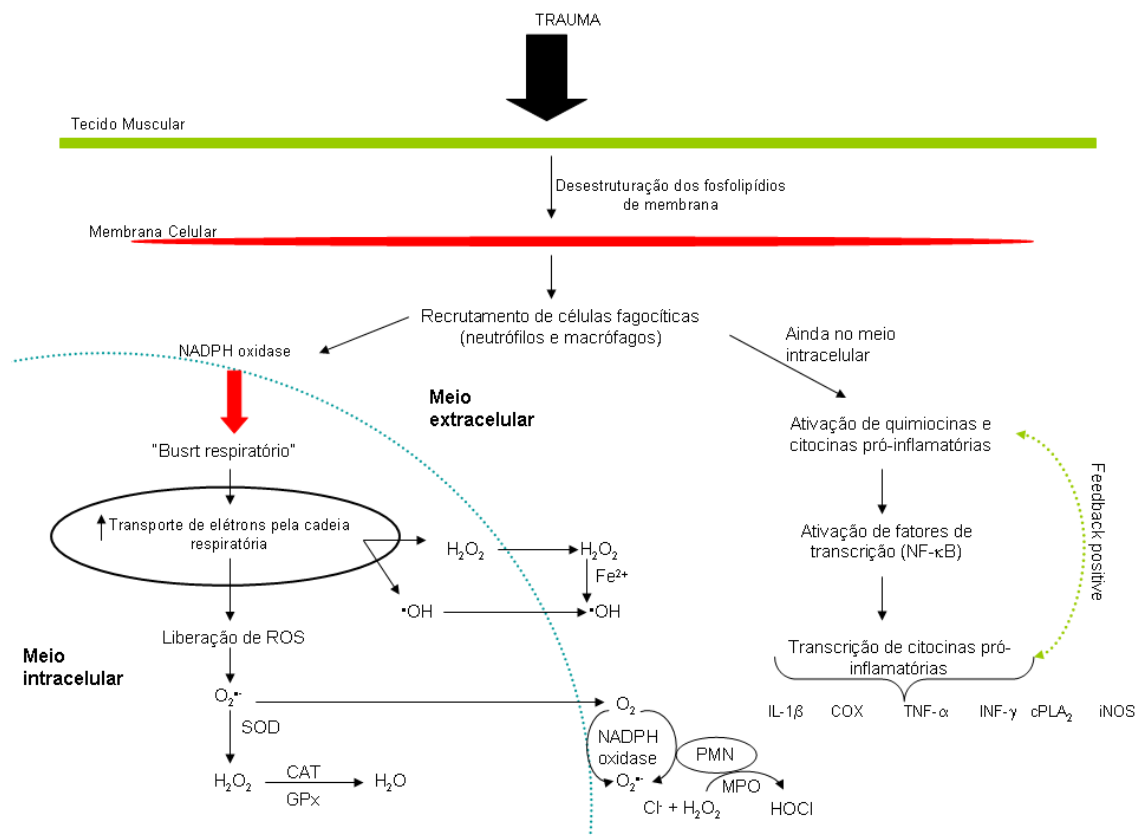 TRAUMA
Tecido Muscular
Desestruturação dos fosfolipídios
de membrana
Membrana Celular
Recrutamento de células fagocíticas
(neutrófilos e macrófagos)
NADPH oxidase
Ainda no meio
intracelular
Meio
extracelular
"Busrt respiratório"
Ativação de quimiocinas e
citocinas pró-inflamatórias
Feedback positive
Transporte de elétrons pela cadeia
respiratória
H₂O₂
H₂O₂
Fe²⁺
•OH
•OH
Ativação de fatores de
transcrição (NF-κB)
Liberação de ROS
Meio
intracelular
Transcrição de citocinas pró-
inflamatórias
IL-1β COX TNF-α INF-γ cPLA₂ iNOS
O₂•-
O₂
SOD
NADPH
oxidase
PMN
H₂O₂
CAT
GPx
H₂O
O₂•-
MPO
Cl- + H₂O₂
HOCl